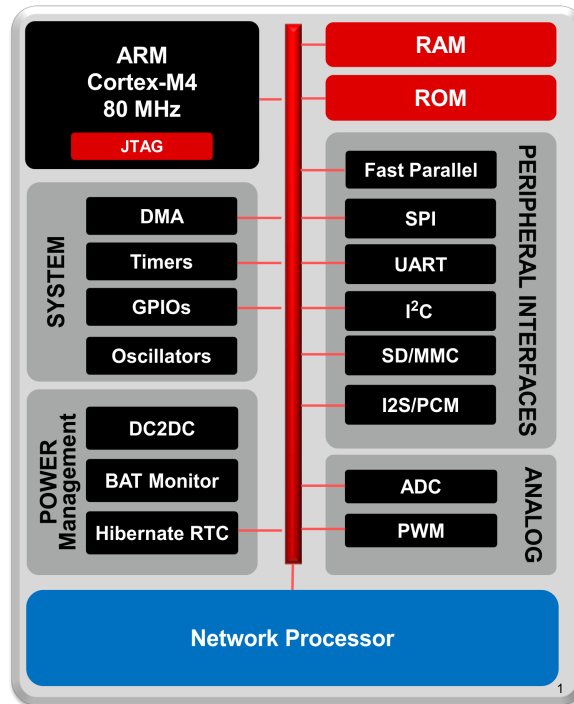 ARM
Cortex-M4
80 MHz
JTAG
RAM
ROM
SYSTEM
DMA
Timers
GPIOs
Oscillators
PERIPHERAL INTERFACES
Fast Parallel
SPI
UART
I²C
SD/MMC
I2S/PCM
POWER
Management
DC2DC
BAT Monitor
Hibernate RTC
ANALOG
ADC
PWM
Network Processor
1